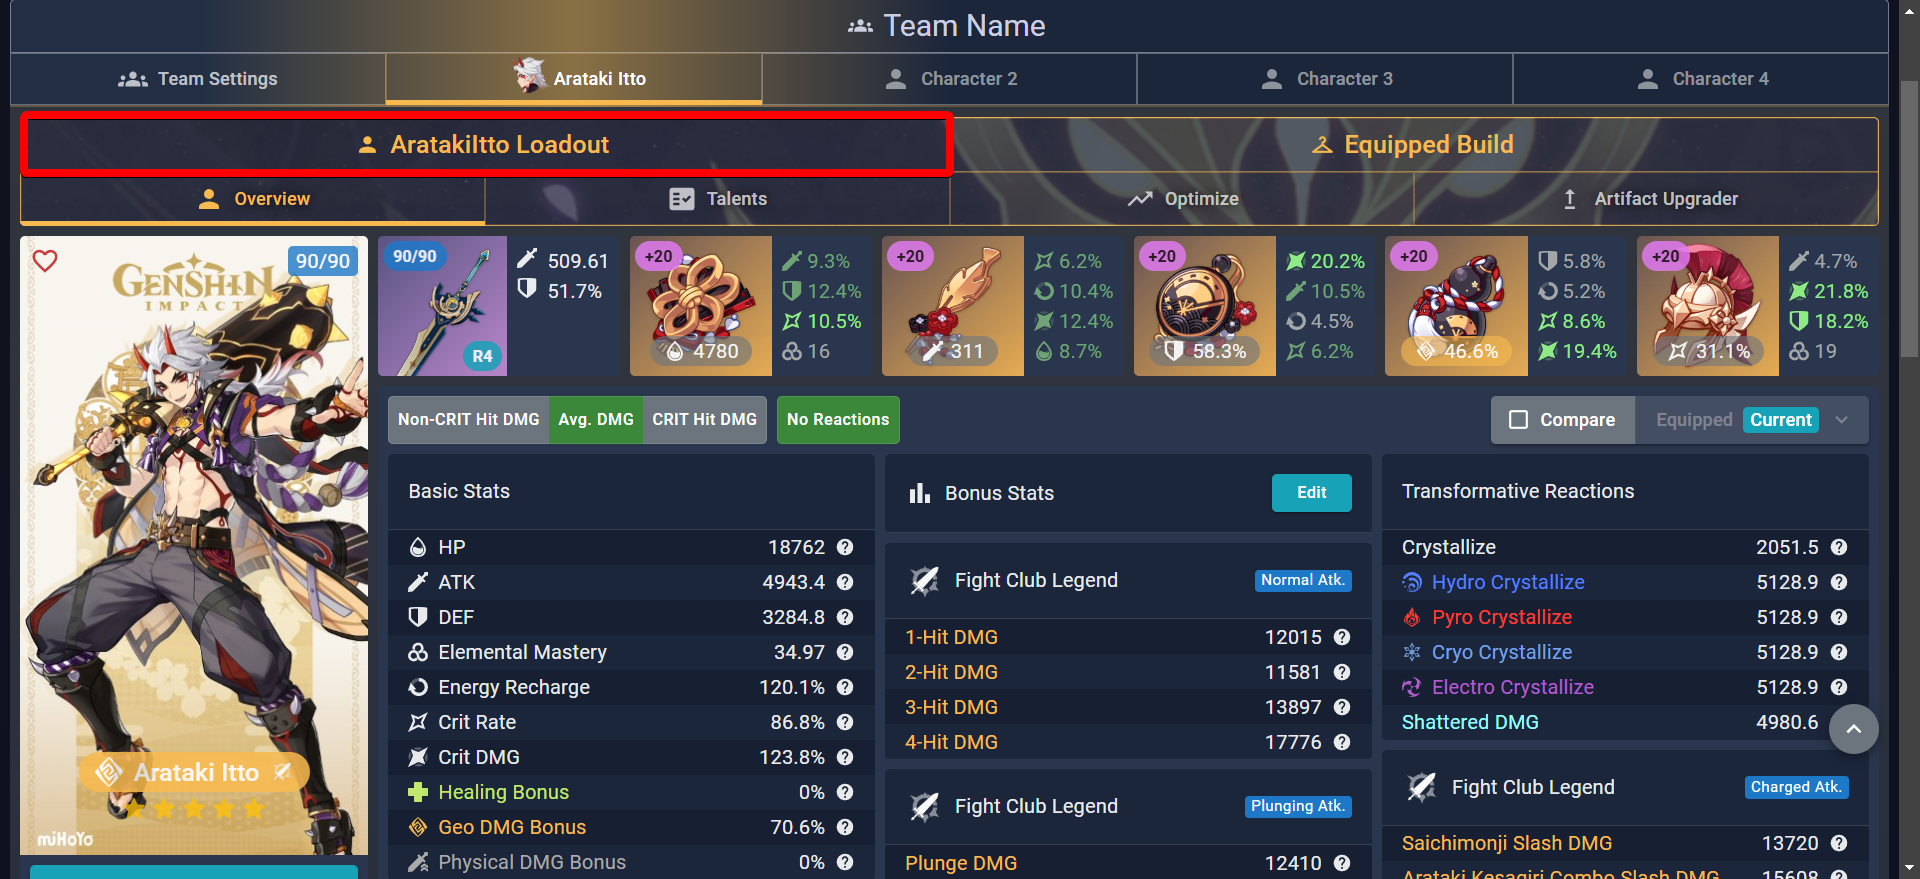 Team Name
Team Settings
Arataki Itto
Character 2
Character 3
Character 4
AratakiItto Loadout
Equipped Build
Overview
Talents
Optimize
Artifact Upgrader
GENSHIN
IMPACT
90/90
Arataki Itto
miHoYo
90/90
R4
509.61
51.7%
+20
4780
9.3%
12.4%
10.5%
16
+20
311
6.2%
10.4%
12.4%
8.7%
+20
58.3%
20.2%
10.5%
4.5%
6.2%
+20
46.6%
5.8%
5.2%
8.6%
19.4%
+20
31.1%
4.7%
21.8%
18.2%
19
Non-CRIT Hit DMG
Avg. DMG
CRIT Hit DMG
No Reactions
Compare
Equipped Current
Basic Stats
HP 18762
ATK 4943.4
DEF 3284.8
Elemental Mastery 34.97
Energy Recharge 120.1%
Crit Rate 86.8%
Crit DMG 123.8%
Healing Bonus 0%
Geo DMG Bonus 70.6%
Physical DMG Bonus 0%
Bonus Stats
Edit
Fight Club Legend Normal Atk.
1-Hit DMG 12015
2-Hit DMG 11581
3-Hit DMG 13897
4-Hit DMG 17776
Fight Club Legend Plunging Atk.
Plunge DMG 12410
Transformative Reactions
Crystallize 2051.5
Hydro Crystallize 5128.9
Pyro Crystallize 5128.9
Cryo Crystallize 5128.9
Electro Crystallize 5128.9
Shattered DMG 4980.6
Fight Club Legend Charged Atk.
Saichimonji Slash DMG 13720
Arataki Kesagiri Combo Slash DMG 15608